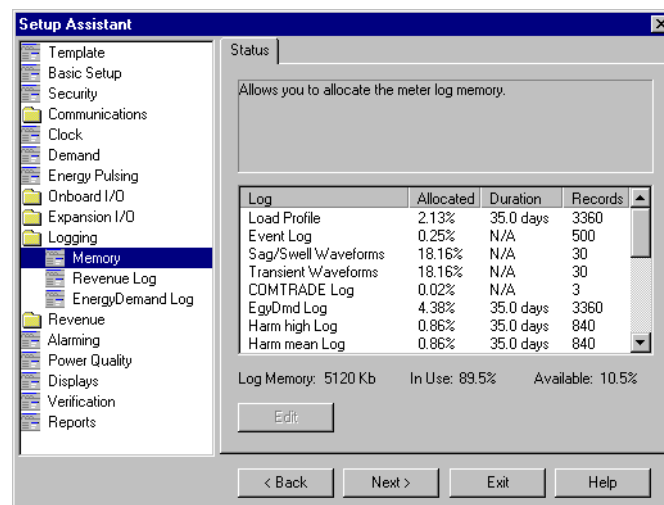 Setup Assistant
Template
Basic Setup
Security
Communications
Clock
Demand
Energy Pulsing
Onboard I/O
Expansion I/O
Logging
Memory
Revenue Log
EnergyDemand Log
Revenue
Alarming
Power Quality
Displays
Verification
Reports
Status
Allows you to allocate the meter log memory.
Log Allocated Duration Records
Load Profile 2.13% 35.0 days 3360
Event Log 0.25% N/A 500
Sag/Swell Waveforms 18.16% N/A 30
Transient Waveforms 18.16% N/A 30
COMTRADE Log 0.02% N/A 3
EgyDmd Log 4.38% 35.0 days 3360
Harm high Log 0.86% 35.0 days 840
Harm mean Log 0.86% 35.0 days 840
Log Memory: 5120 Kb In Use: 89.5% Available: 10.5%
Edit
< Back Next > Exit Help